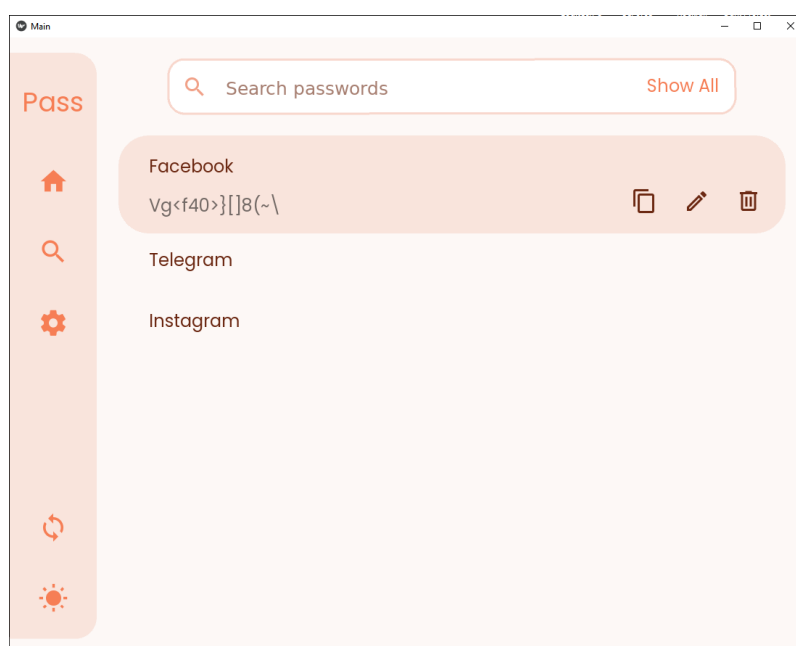 Main
Pass
Search passwords
Show All
Facebook
Vg<f40>}[]8(~\
Telegram
Instagram